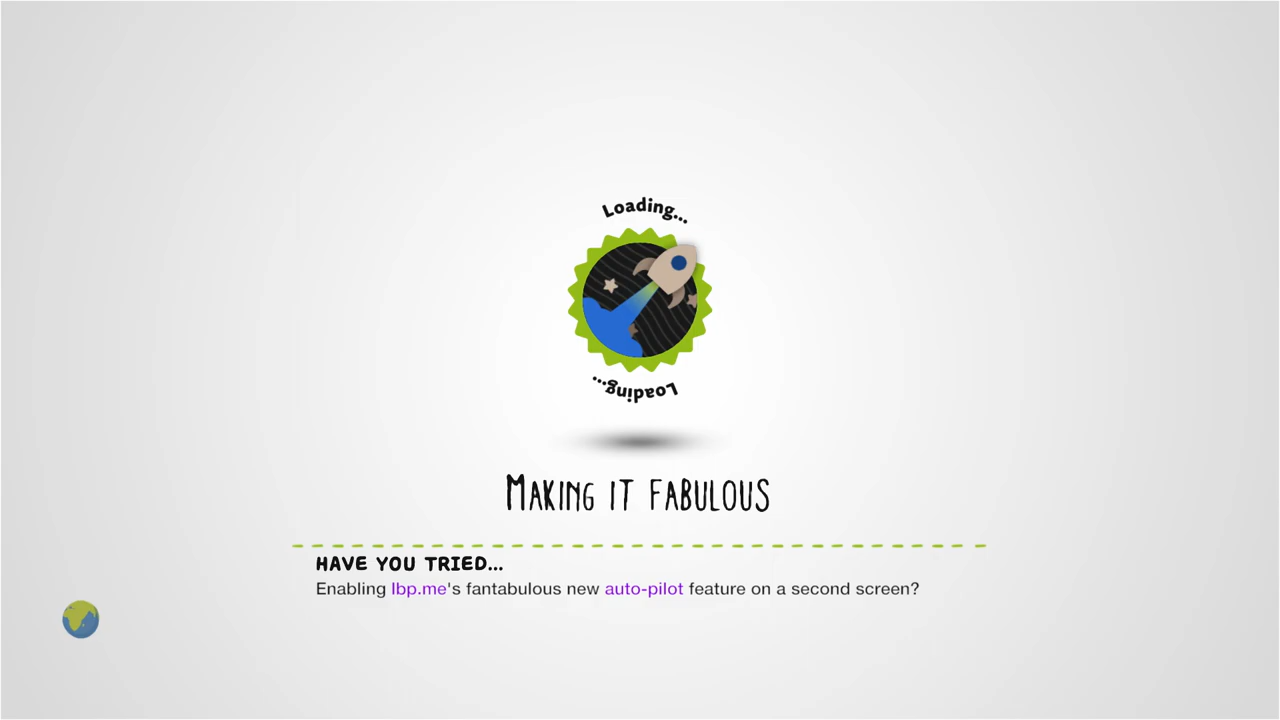 Loading...
Loading...
Making it fabulous
HAVE YOU TRIED...
Enabling lbp.me's fantabulous new auto-pilot feature on a second screen?